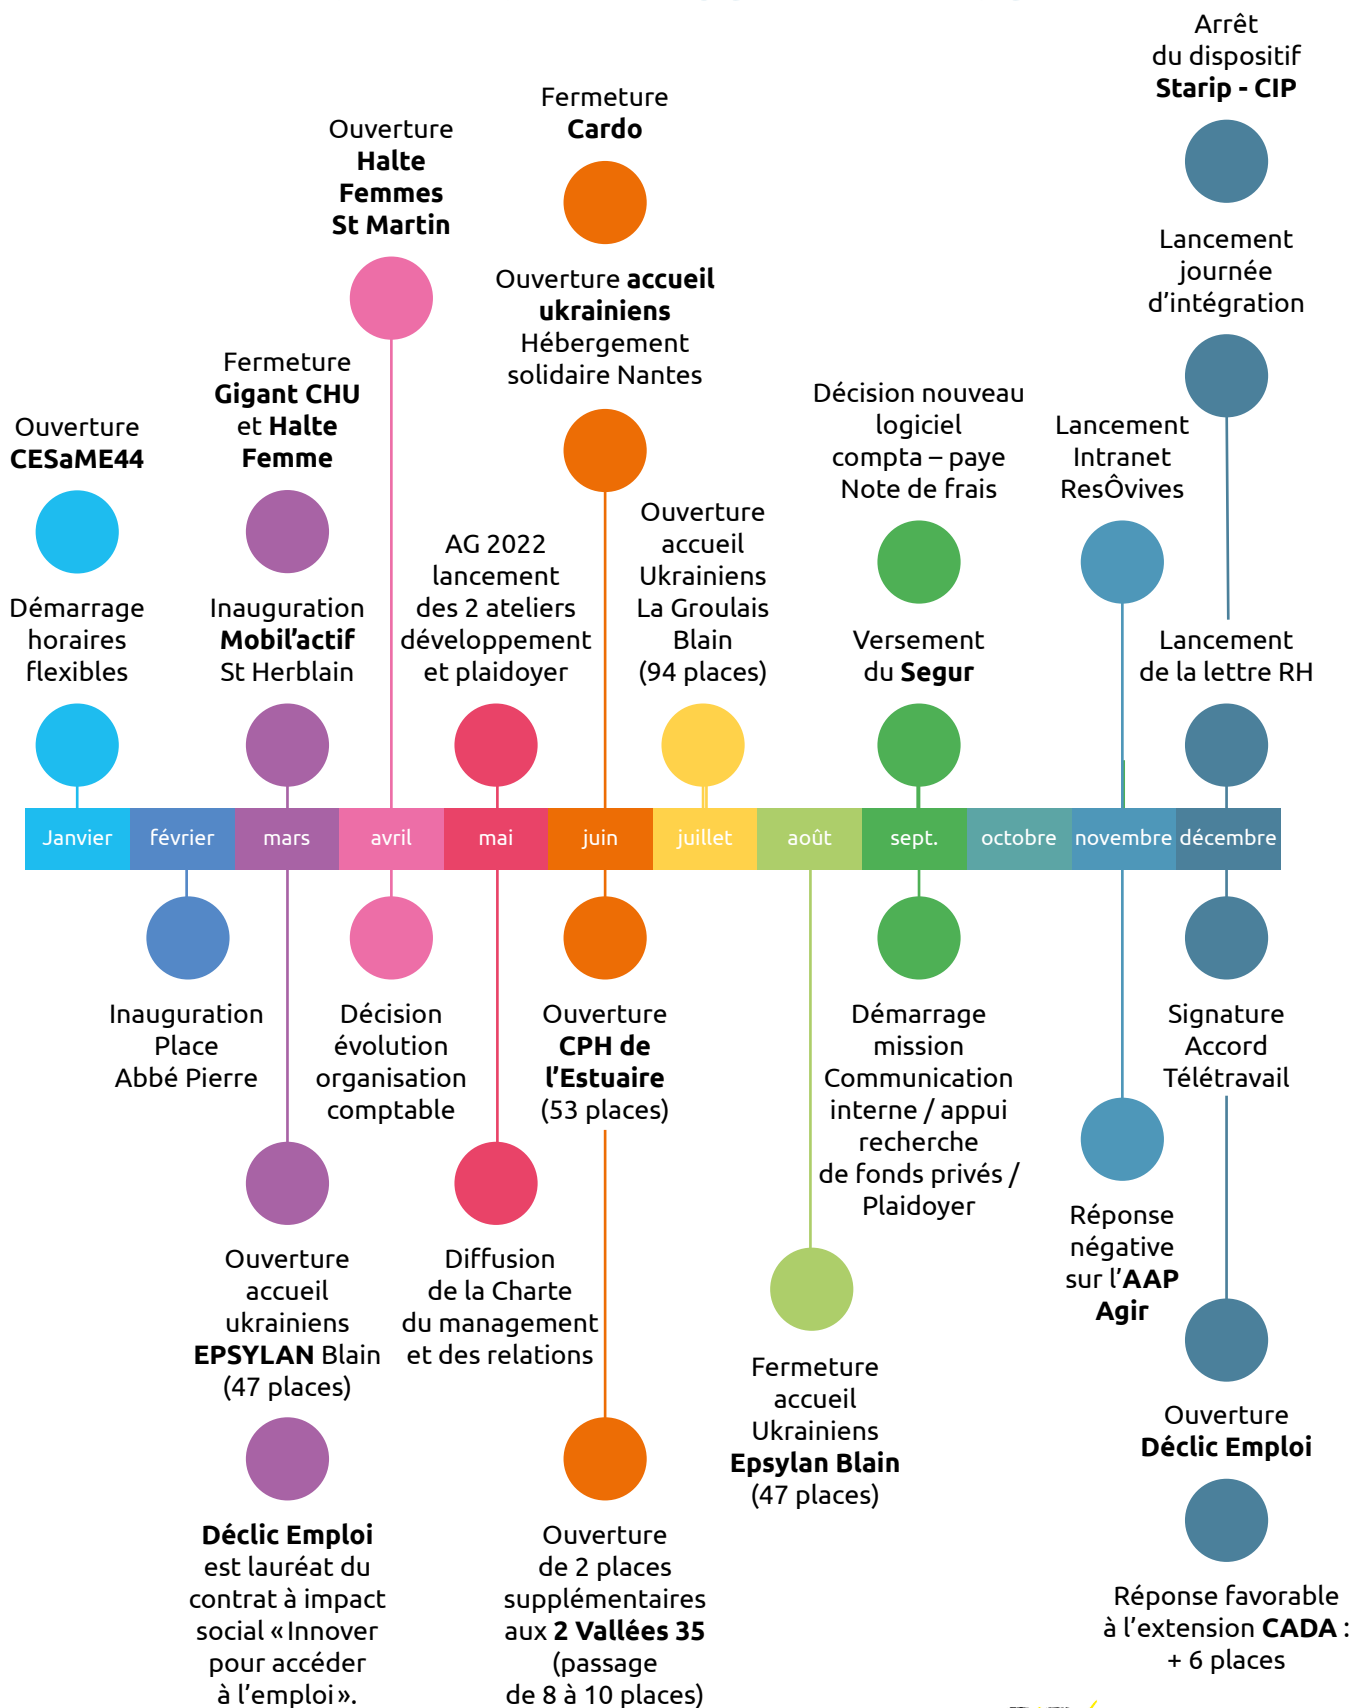 Ouverture
CESaME44
Démarrage
horaires
flexibles
Fermeture
Gigant CHU
et Halte
Femme
Inauguration
Mobil'actif
St Herblain
Ouverture
Halte
Femmes
St Martin
AG 2022
lancement
des 2 ateliers
développement
et plaidoyer
Fermeture
Cardo
Ouverture accueil
ukrainiens
Hébergement
solidaire Nantes
Ouverture
accueil
Ukrainiens
La Groulais
Blain
(94 places)
Décision nouveau
logiciel
compta – paye
Note de frais
Versement
du Segur
Lancement
Intranet
ResÔvives
Arrêt
du dispositif
Starip - CIP
Lancement
journée
d'intégration
Lancement
de la lettre RH
Janvier février mars avril mai juin juillet août sept. octobre novembre décembre
Inauguration
Place
Abbé Pierre
Ouverture
accueil
ukrainiens
EPSYLAN Blain
(47 places)
Déclic Emploi
est lauréat du
contrat à impact
social « Innover
pour accéder
à l'emploi ».
Décision
évolution
organisation
comptable
Diffusion
de la Charte
du management
et des relations
Ouverture
CPH de
l'Estuaire
(53 places)
Ouverture
de 2 places
supplémentaires
aux 2 Vallées 35
(passage
de 8 à 10 places)
Fermeture
accueil
Ukrainiens
Epsylan Blain
(47 places)
Démarrage
mission
Communication
interne / appui
recherche
de fonds privés /
Plaidoyer
Réponse
négative
sur l'AAP
Agir
Signature
Accord
Télétravail
Ouverture
Déclic Emploi
Réponse favorable
à l'extension CADA :
+ 6 places